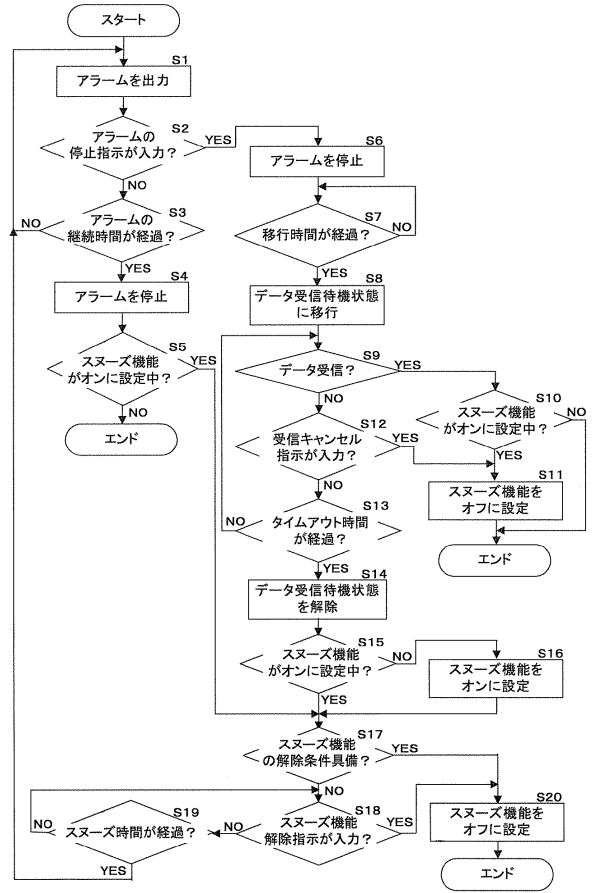 スタート
S1
アラームを出力
S2
アラームの
停止指示が入力？
YES
NO
S3
アラームの
継続時間が経過？
NO
YES
S4
アラームを停止
S5
スヌーズ機能
がオンに設定中？
YES
NO
エンド
S6
アラームを停止
S7
移行時間が経過？
NO
YES
S8
データ受信待機状態
に移行
S9
データ受信？
YES
NO
S10
スヌーズ機能
がオンに設定中？
NO
YES
S11
スヌーズ機能を
オフに設定
エンド
S12
受信キャンセル
指示が入力？
YES
NO
S13
タイムアウト時間
が経過？
NO
YES
S14
データ受信待機状態
を解除
S15
スヌーズ機能
がオンに設定中？
NO
YES
S16
スヌーズ機能を
オンに設定
S17
スヌーズ機能
の解除条件具備？
YES
NO
S18
スヌーズ機能
解除指示が入力？
YES
NO
S19
スヌーズ時間が経過？
NO
YES
S20
スヌーズ機能を
オフに設定
エンド